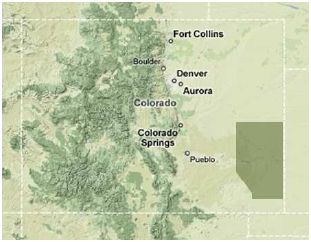 Fort Collins
Boulder
Denver
Aurora
Colorado
Colorado
Springs
Pueblo